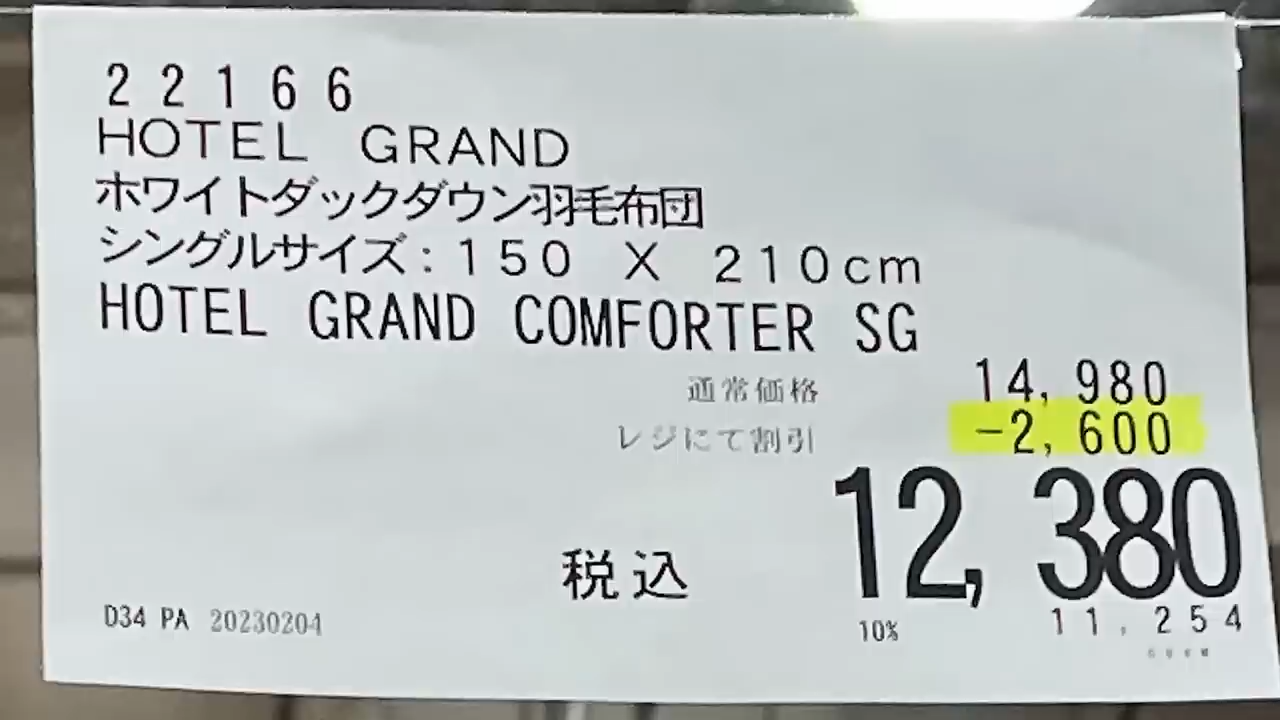 22166
HOTEL GRAND
ホワイトダックダウン羽毛布団
シングルサイズ:150 X 210cm
HOTEL GRAND COMFORTER SG
通常価格 14,980
レジにて割引 -2,600
税込 12,380
D34 PA 20230204 10% 11,254